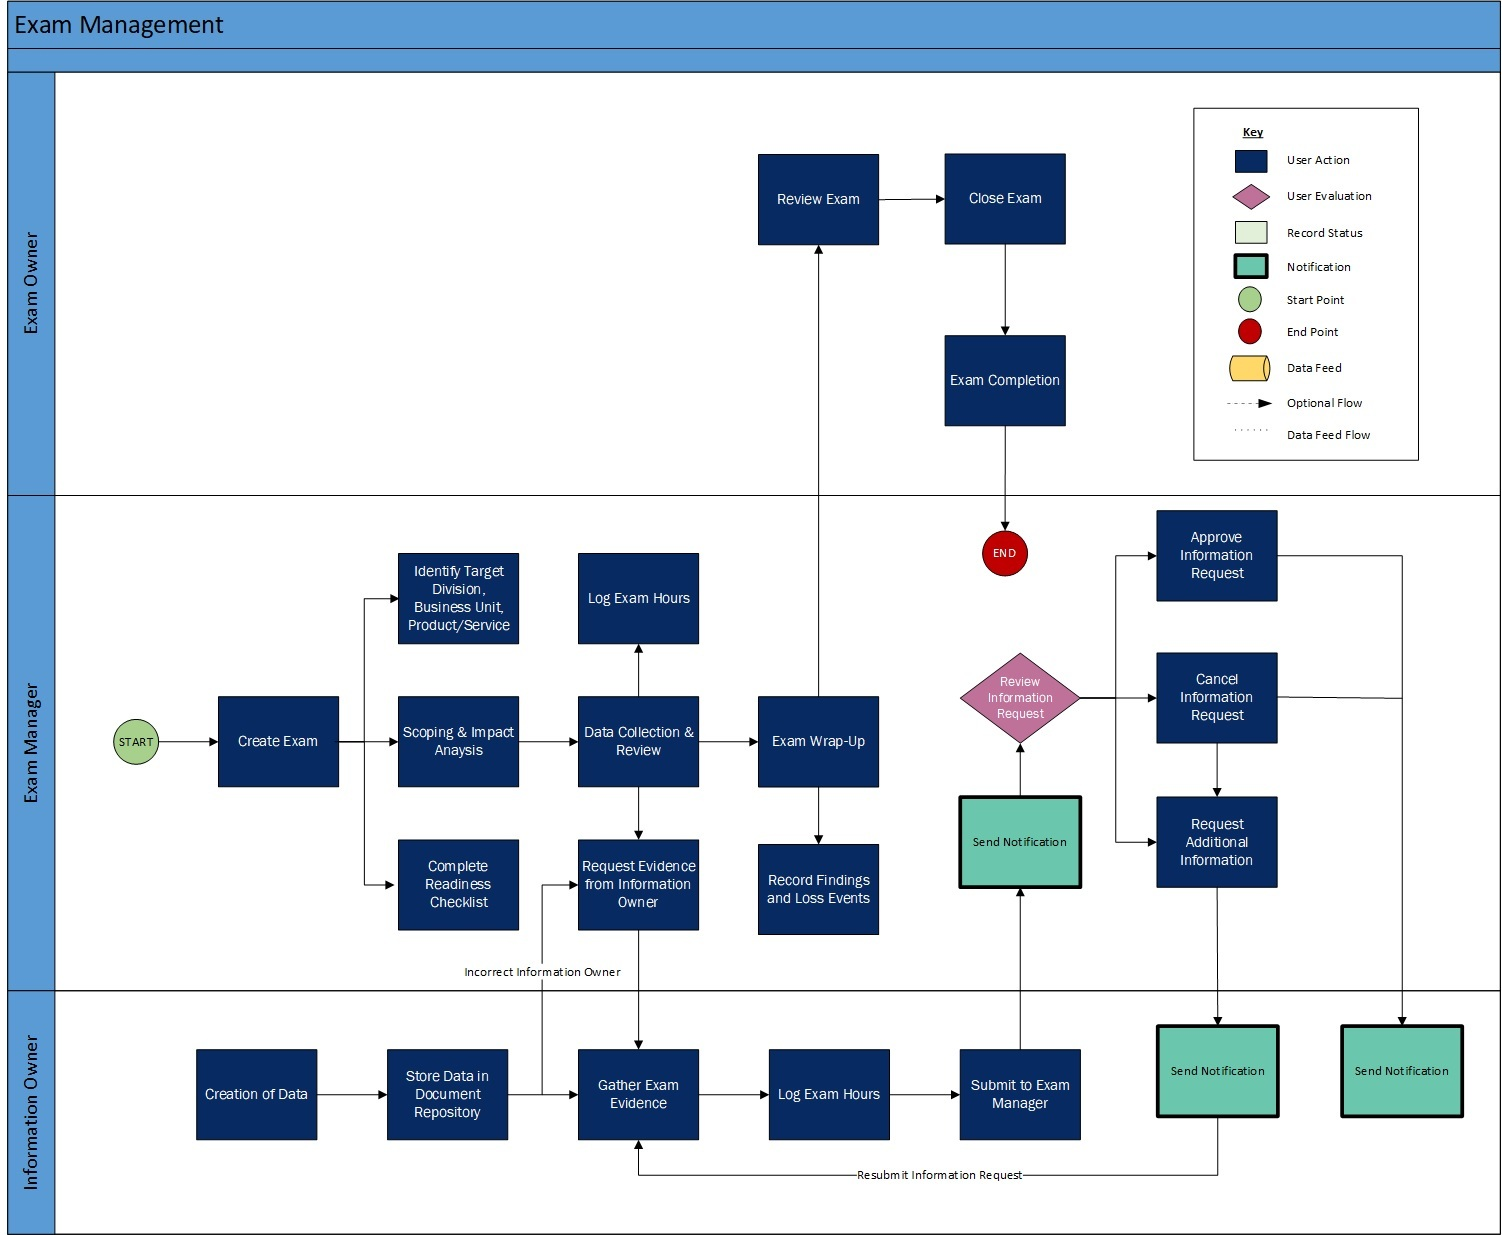 Exam Management
Exam Owner
Review Exam
Close Exam
Exam Completion
Key
User Action
User Evaluation
Record Status
Notification
Start Point
End Point
Data Feed
Optional Flow
Data Feed Flow
Exam Manager
START
Create Exam
Identify Target
Division,
Business Unit,
Product/Service
Scoping & Impact
Anaysis
Complete
Readiness
Checklist
Log Exam Hours
Data Collection &
Review
Request Evidence
from Information
Owner
Incorrect Information Owner
Exam Wrap-Up
Record Findings
and Loss Events
END
Review
Information
Request
Send Notification
Approve
Information
Request
Cancel
Information
Request
Request
Additional
Information
Information Owner
Creation of Data
Store Data in
Document
Repository
Gather Exam
Evidence
Log Exam Hours
Submit to Exam
Manager
Send Notification
Send Notification
Resubmit Information Request